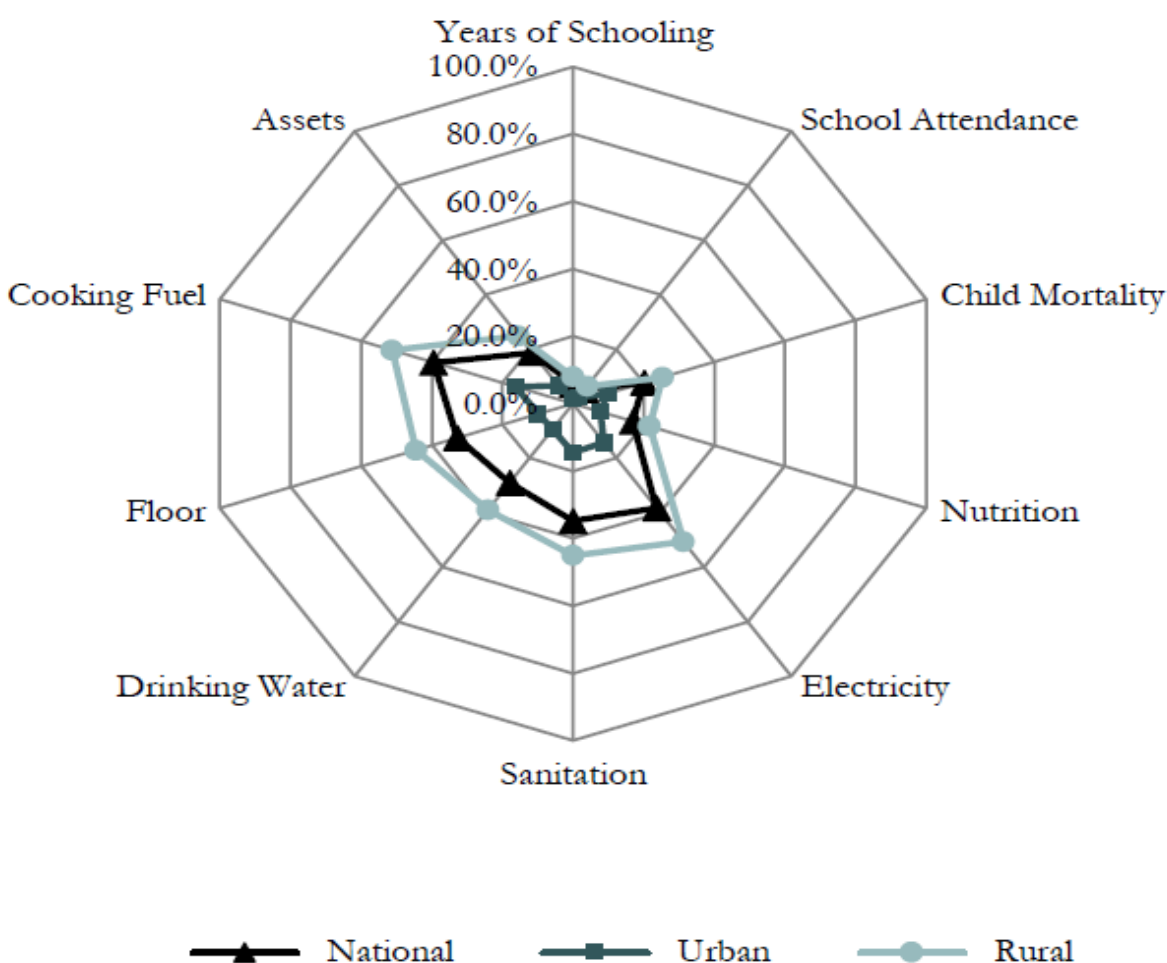 Years of Schooling
100.0%
Assets
School Attendance
80.0%
60.0%
40.0%
Cooking Fuel
Child Mortality
20.0%
0.0%
Floor
Nutrition
Drinking Water
Electricity
Sanitation
National
Urban
Rural